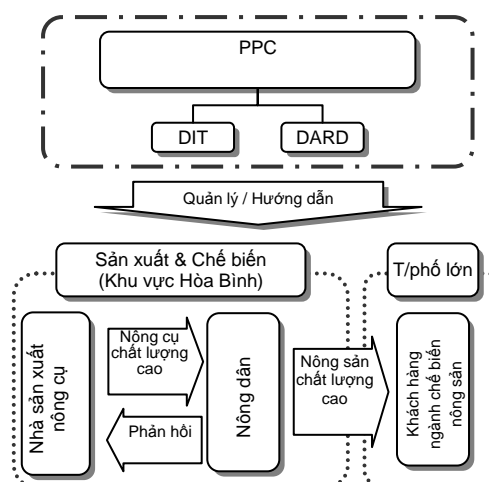 PPC
DIT
DARD
Quản lý / Hướng dẫn
Sản xuất & Chế biến
(Khu vực Hòa Bình)
T/phố lớn
Nhà sản xuất
nông cụ
Nông cụ
chất lượng
cao
Phản hồi
Nông dân
Nông sản
chất lượng
cao
Khách hàng
ngành chế biến
nông sản